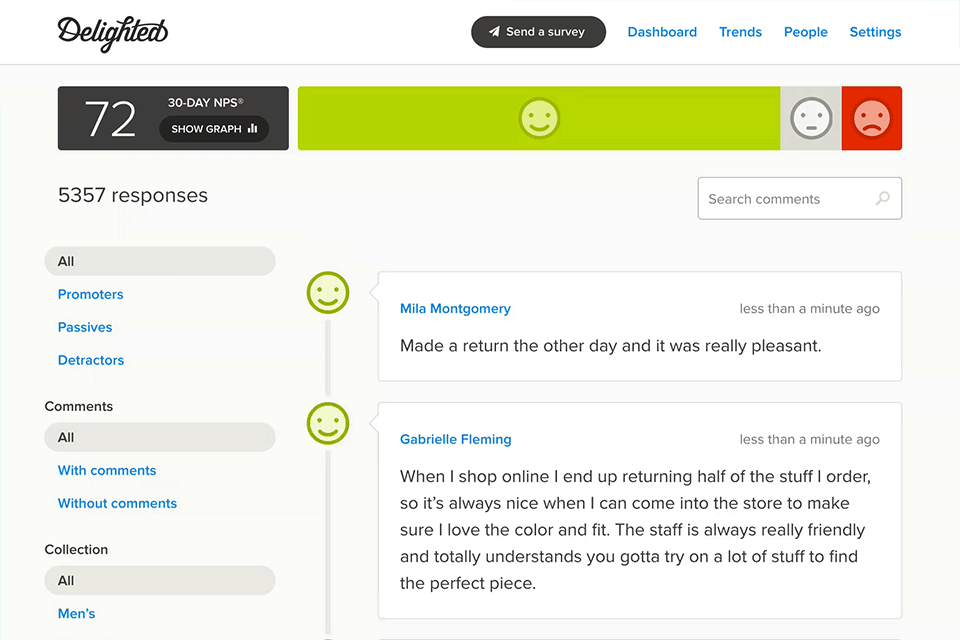 Delighted
Send a survey
Dashboard
Trends
People
Settings
72
30-DAY NPS®
SHOW GRAPH
5357 responses
Search comments
All
Promoters
Passives
Detractors
Comments
All
With comments
Without comments
Collection
All
Men's
Mila Montgomery
less than a minute ago
Made a return the other day and it was really pleasant.
Gabrielle Fleming
less than a minute ago
When I shop online I end up returning half of the stuff I order,
so it's always nice when I can come into the store to make
sure I love the color and fit. The staff is always really friendly
and totally understands you gotta try on a lot of stuff to find
the perfect piece.